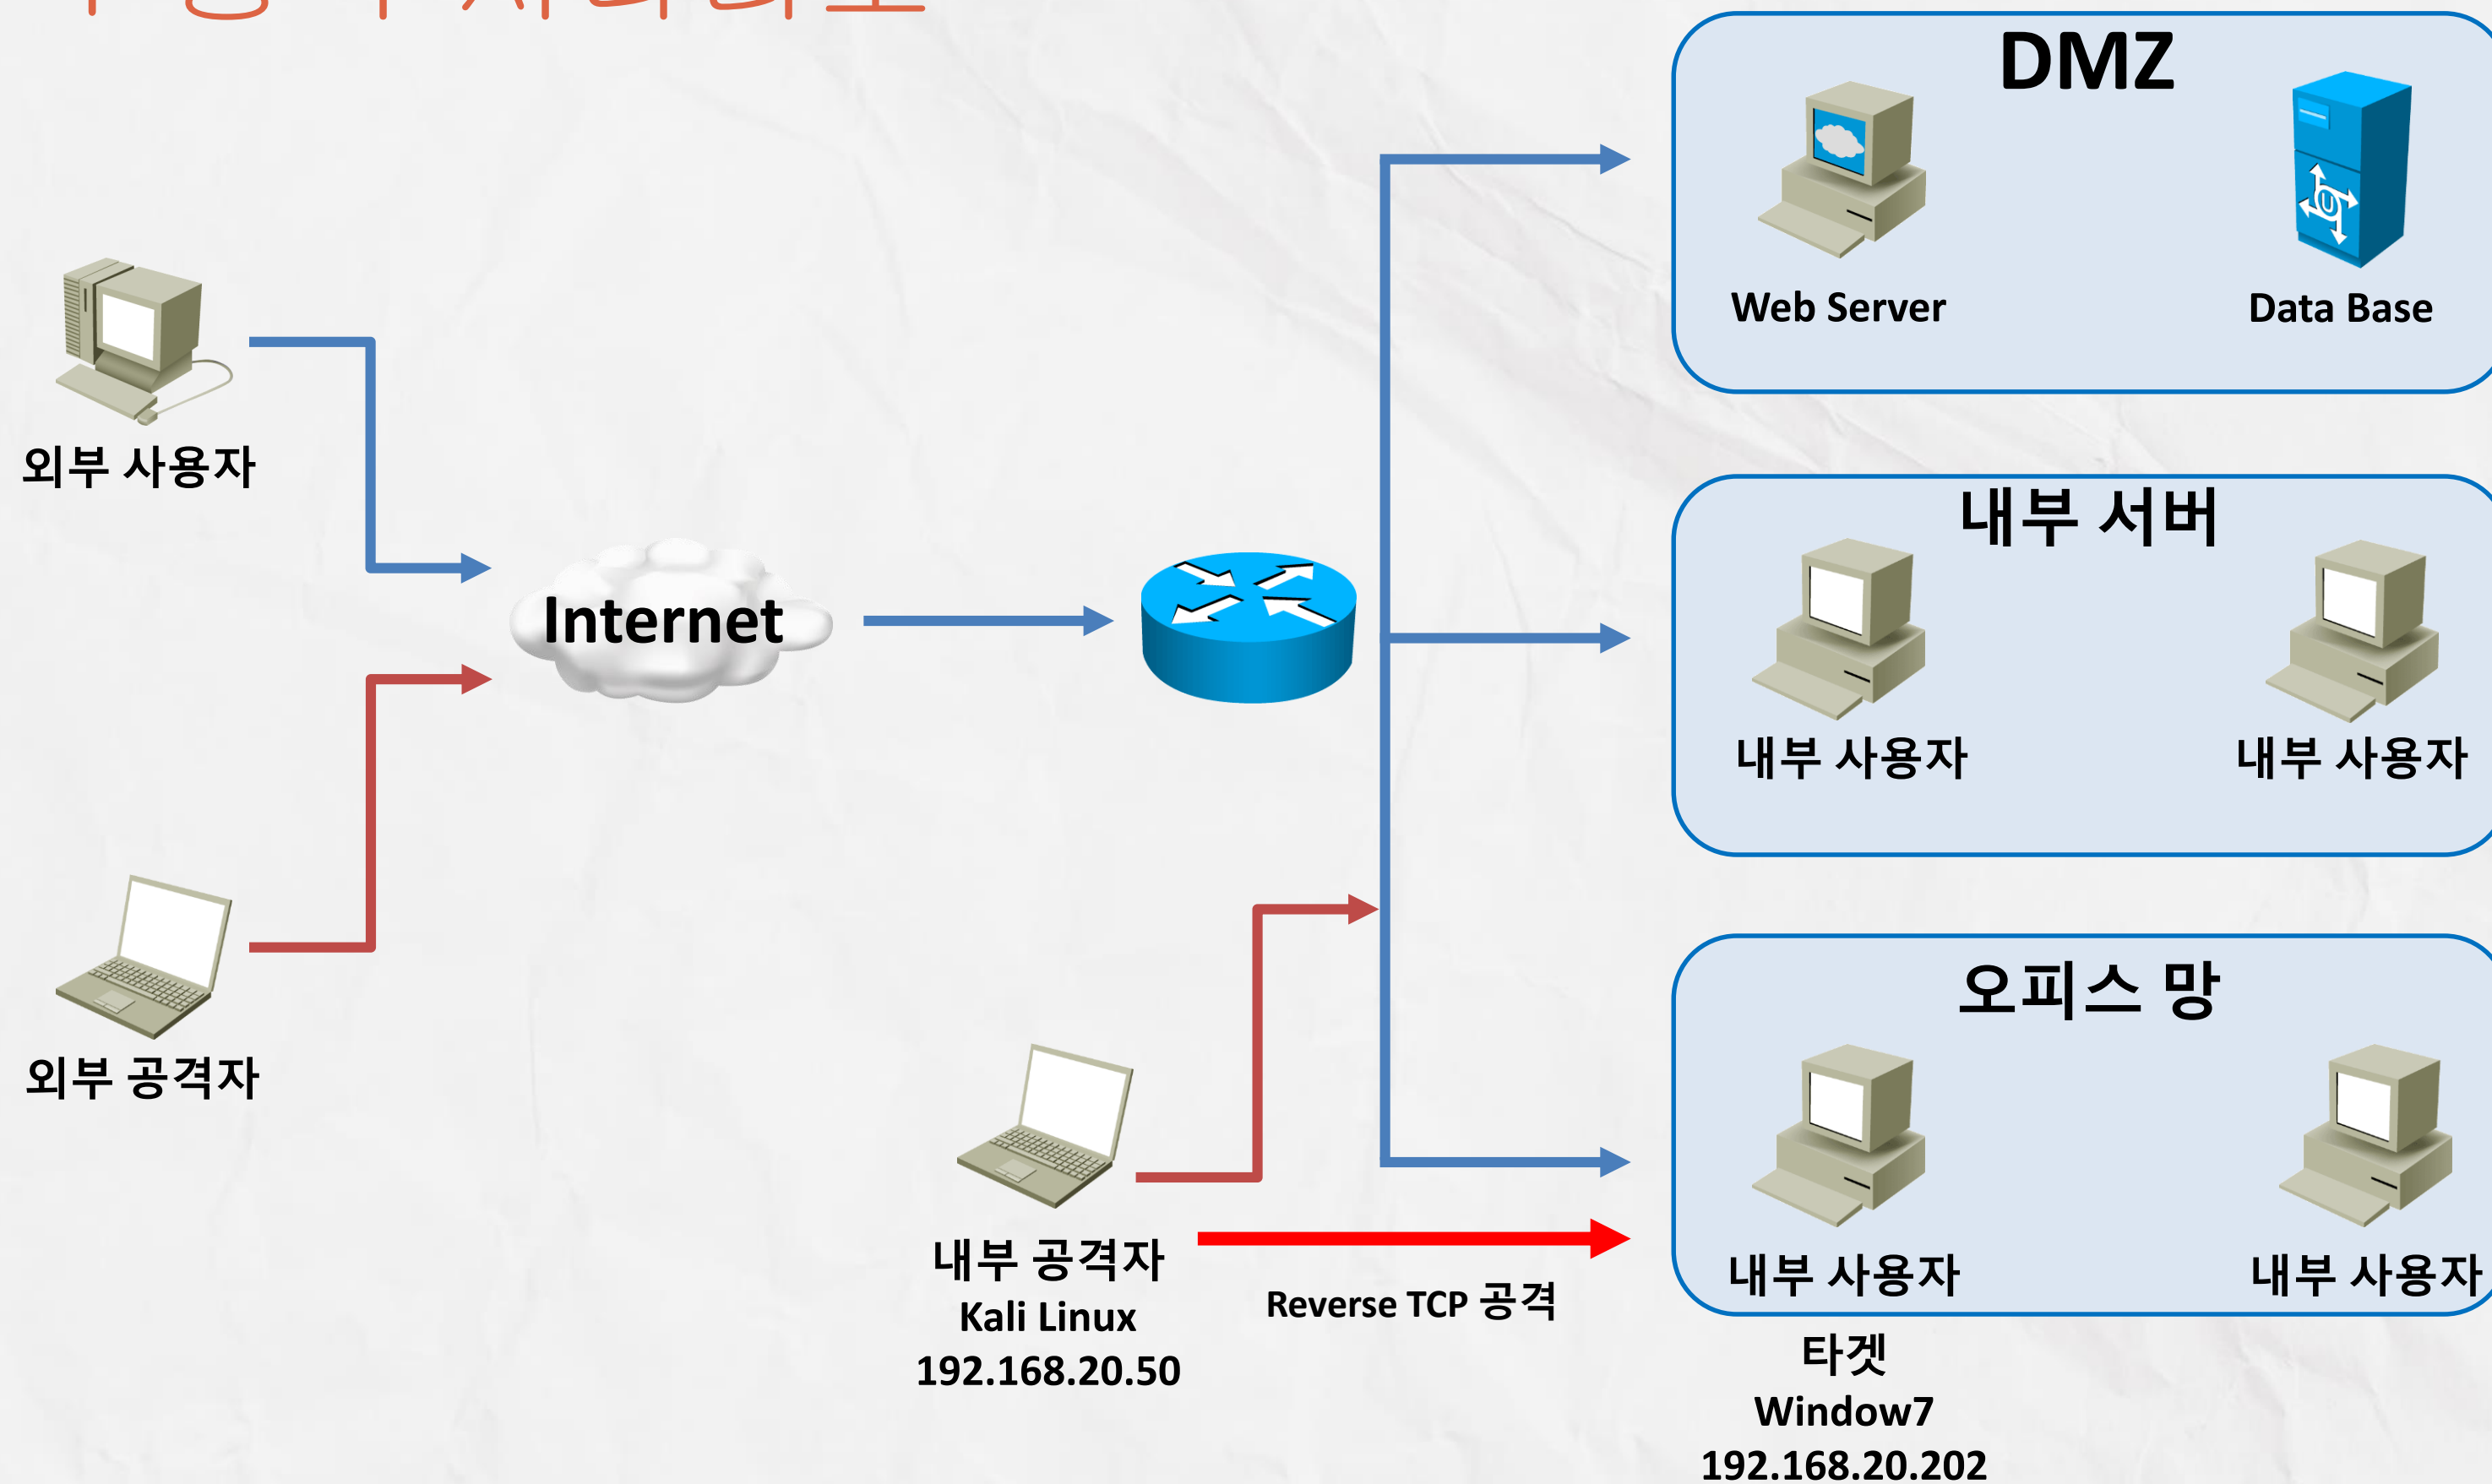 DMZ
Web Server
Data Base
외부 사용자
Internet
내부 서버
내부 사용자
내부 사용자
외부 공격자
오피스 망
내부 사용자
내부 사용자
내부 공격자
Kali Linux
192.168.20.50
Reverse TCP 공격
타겟
Window7
192.168.20.202